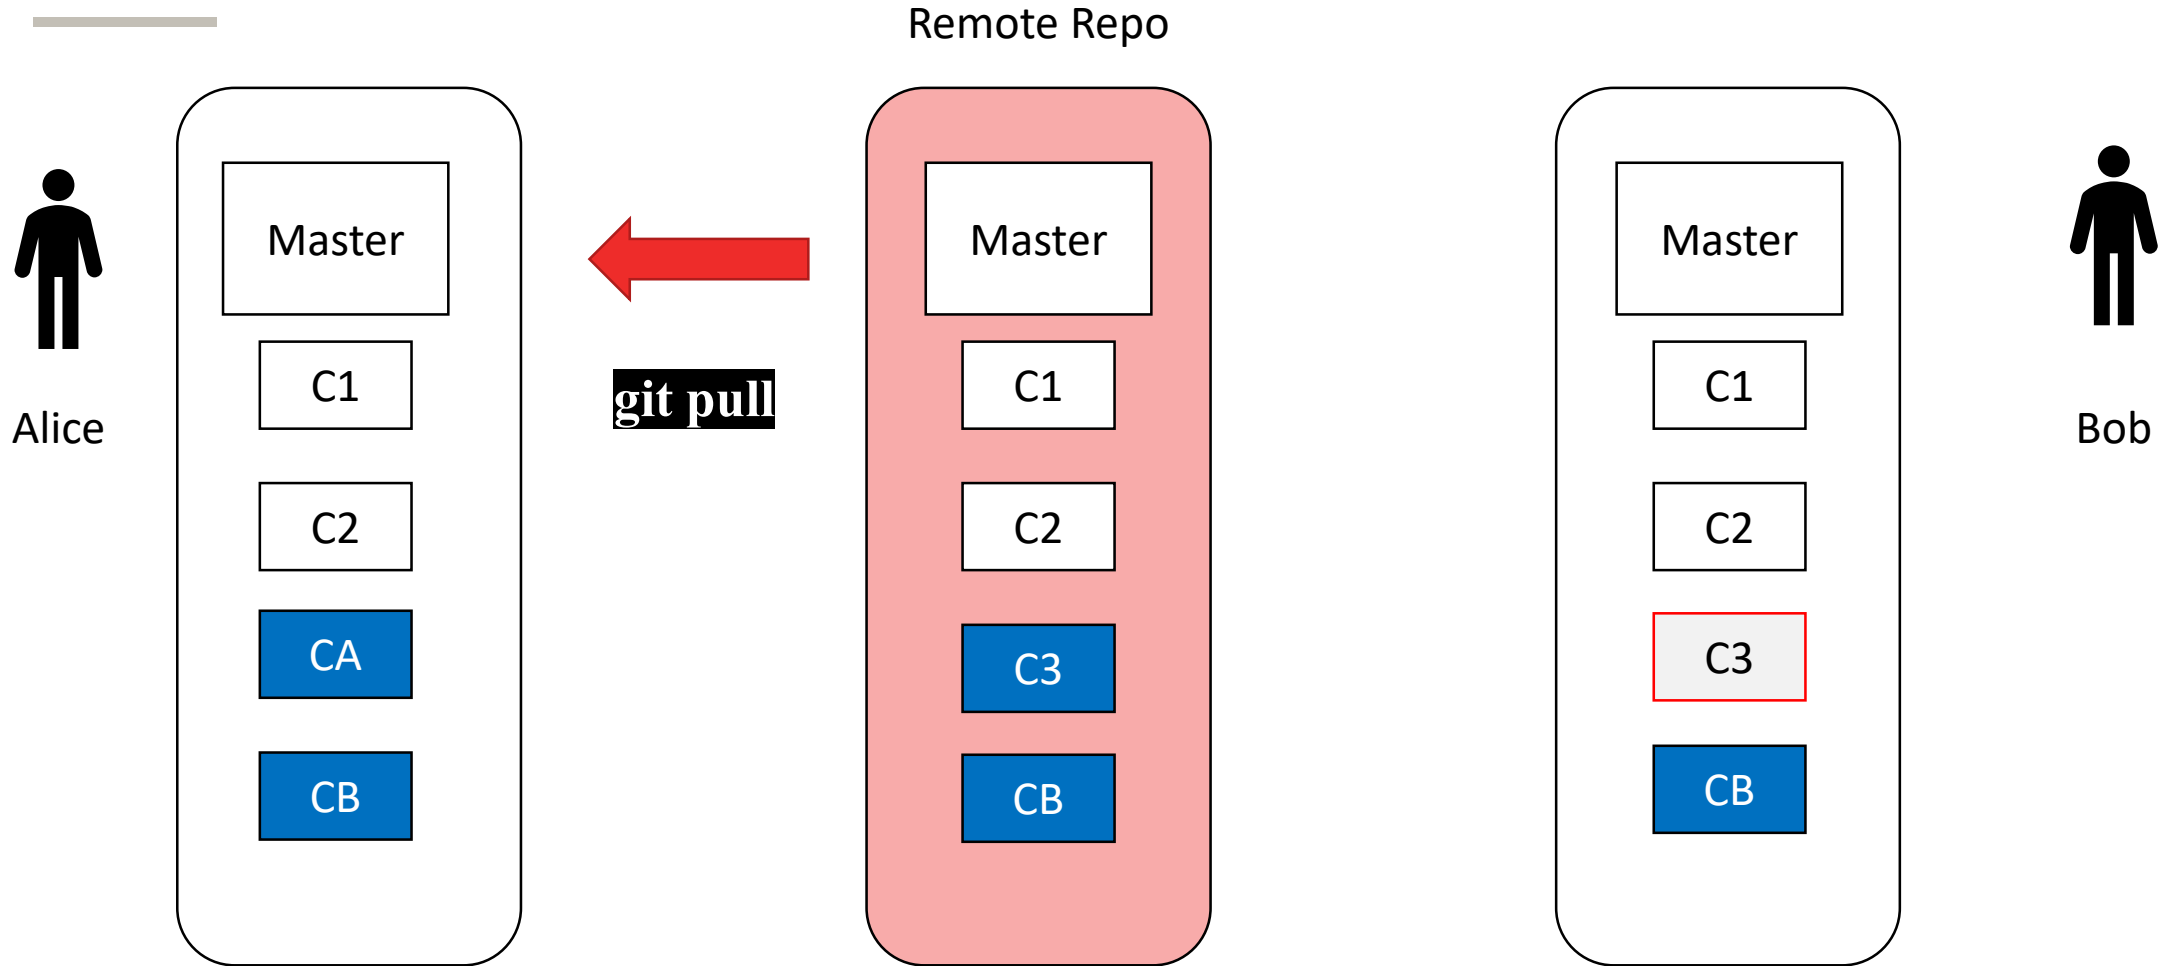 Remote Repo
Alice
Master
C1
C2
CA
CB
git pull
Master
C1
C2
C3
CB
Master
C1
C2
C3
CB
Bob